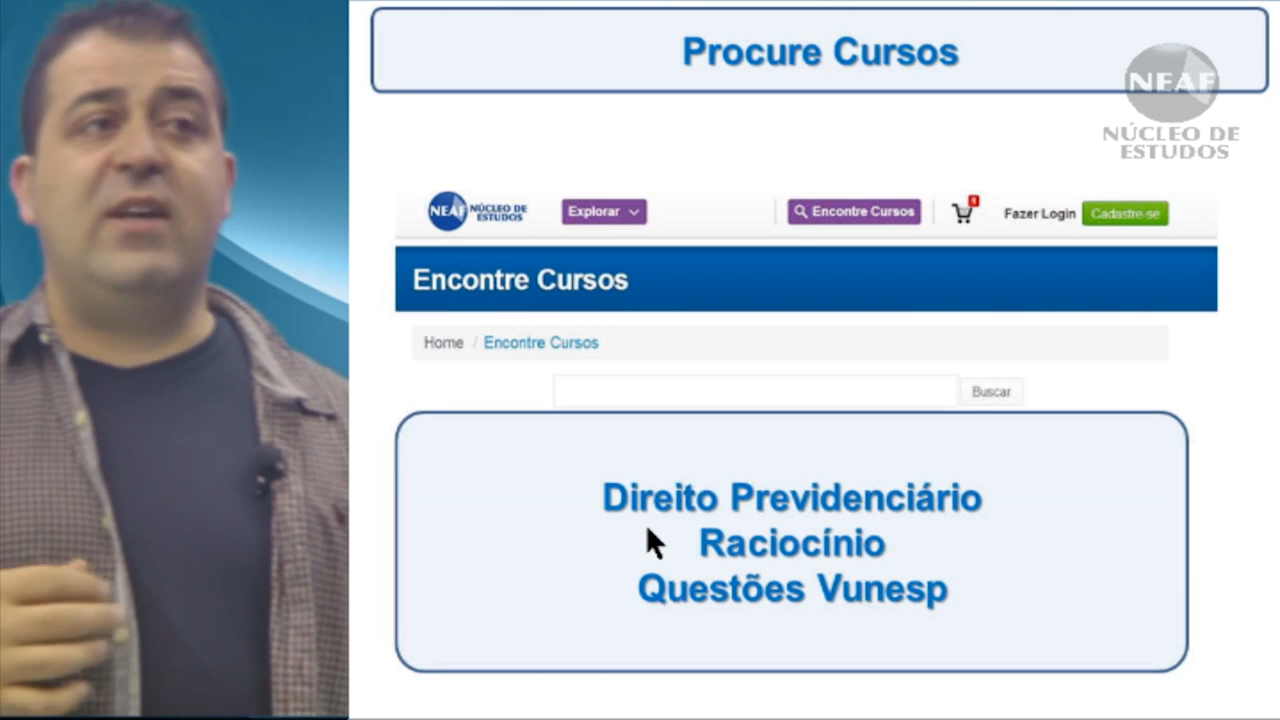 Procure Cursos
NEAF
NÚCLEO DE
ESTUDOS
NEAF NÚCLEO DE
ESTUDOS
Explorar
Encontre Cursos
Fazer Login
Cadastre-se
Encontre Cursos
Home / Encontre Cursos
Buscar
Direito Previdenciário
Raciocínio
Questões Vunesp